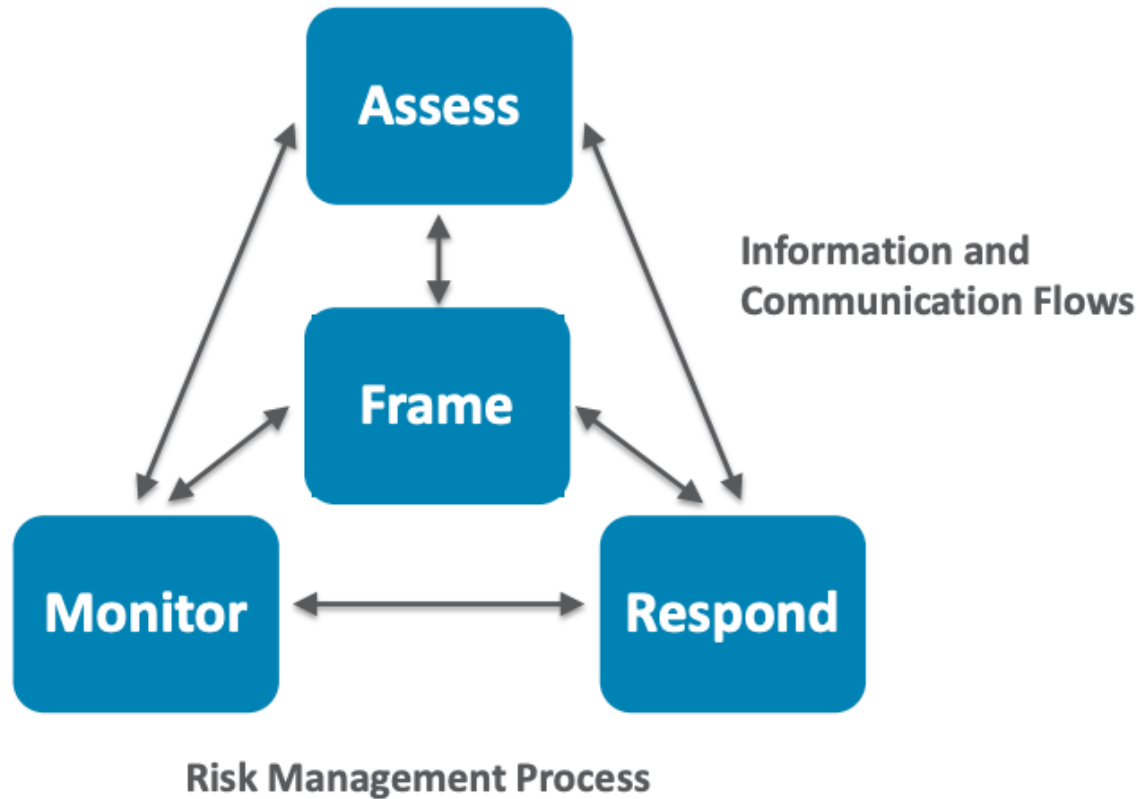 Assess
Information and
Communication Flows
Frame
Monitor
Respond
Risk Management Process